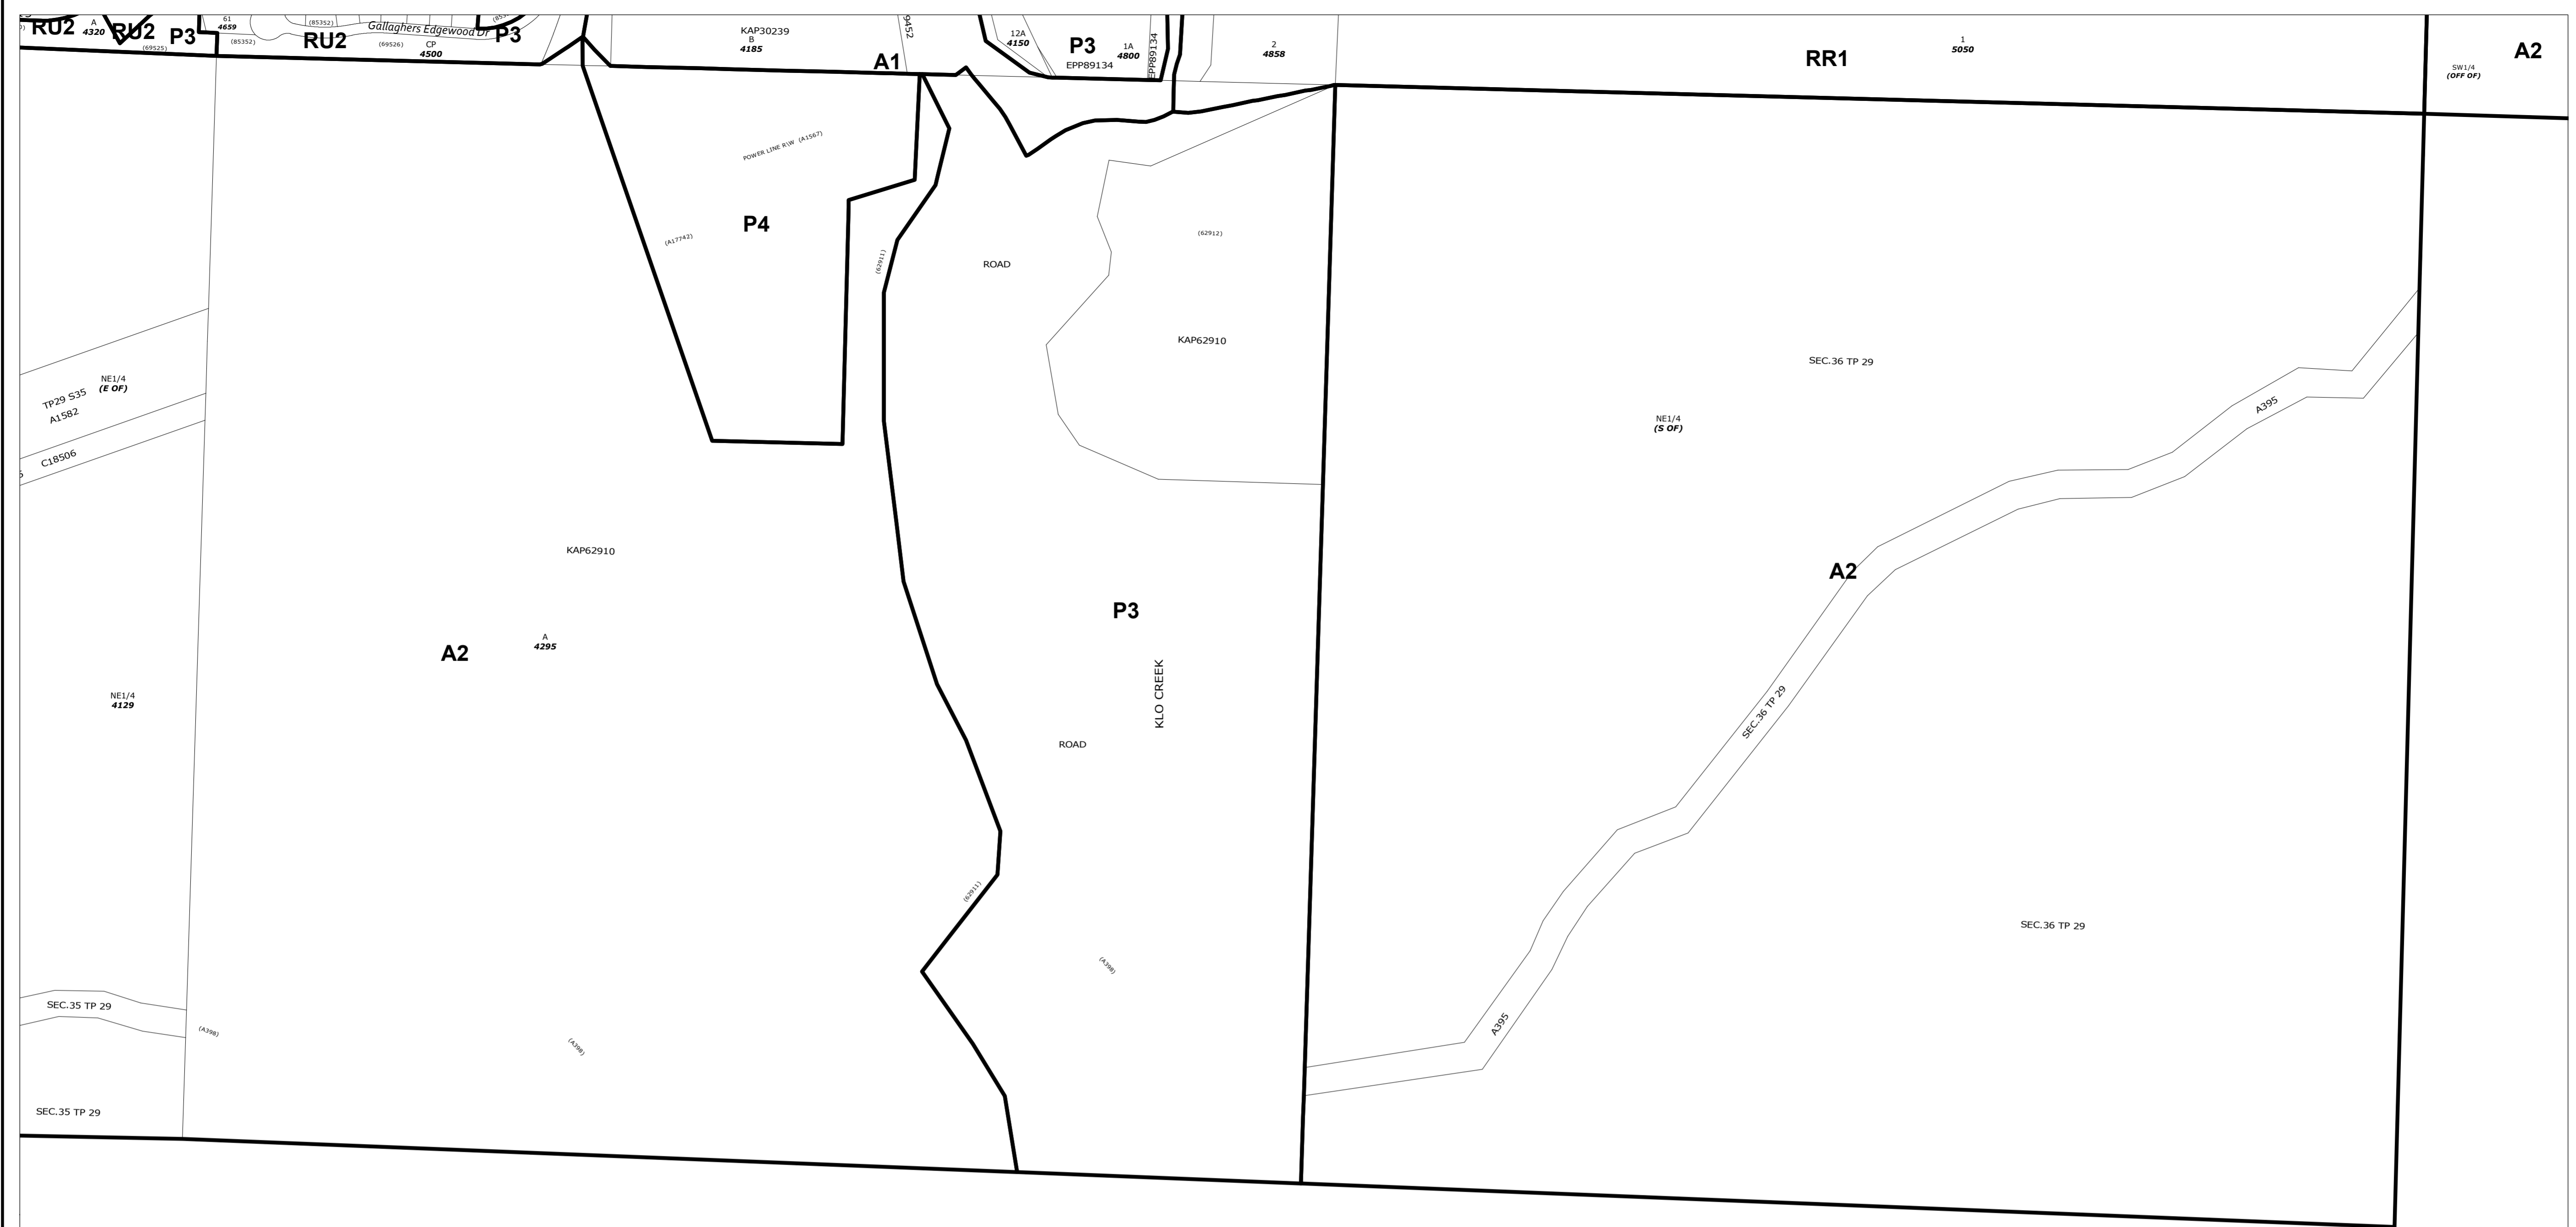 RU2
A
4320
RU2
(69525)
P3
61
4659
(85352)
(85352)
RU2
Gallaghers Edgewood Dr
(69526)
CP
4500
P3
KAP30239
B
4185
A1
12A
4150
P3
1A
4800
EPP89134
EPP89134
2
4858
RR1
1
5050
SW1/4
(OFF OF)
A2
POWER LINE R\W (A1567)
P4
(A17742)
(62911)
ROAD
(62912)
KAP62910
SEC.36 TP 29
NE1/4
(S OF)
A395
NE1/4
(E OF)
TP29 S35
A1582
C18506
KAP62910
A2
A
4295
P3
KLO CREEK
ROAD
A2
SEC.36 TP 29
NE1/4
4129
(62911)
(A398)
SEC.36 TP 29
A395
SEC.35 TP 29
(A398)
(A398)
SEC.35 TP 29